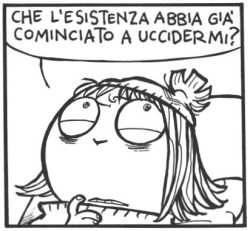 CHE L'ESISTENZA ABBIA GIÀ
COMINCIATO A UCCIDERMI?